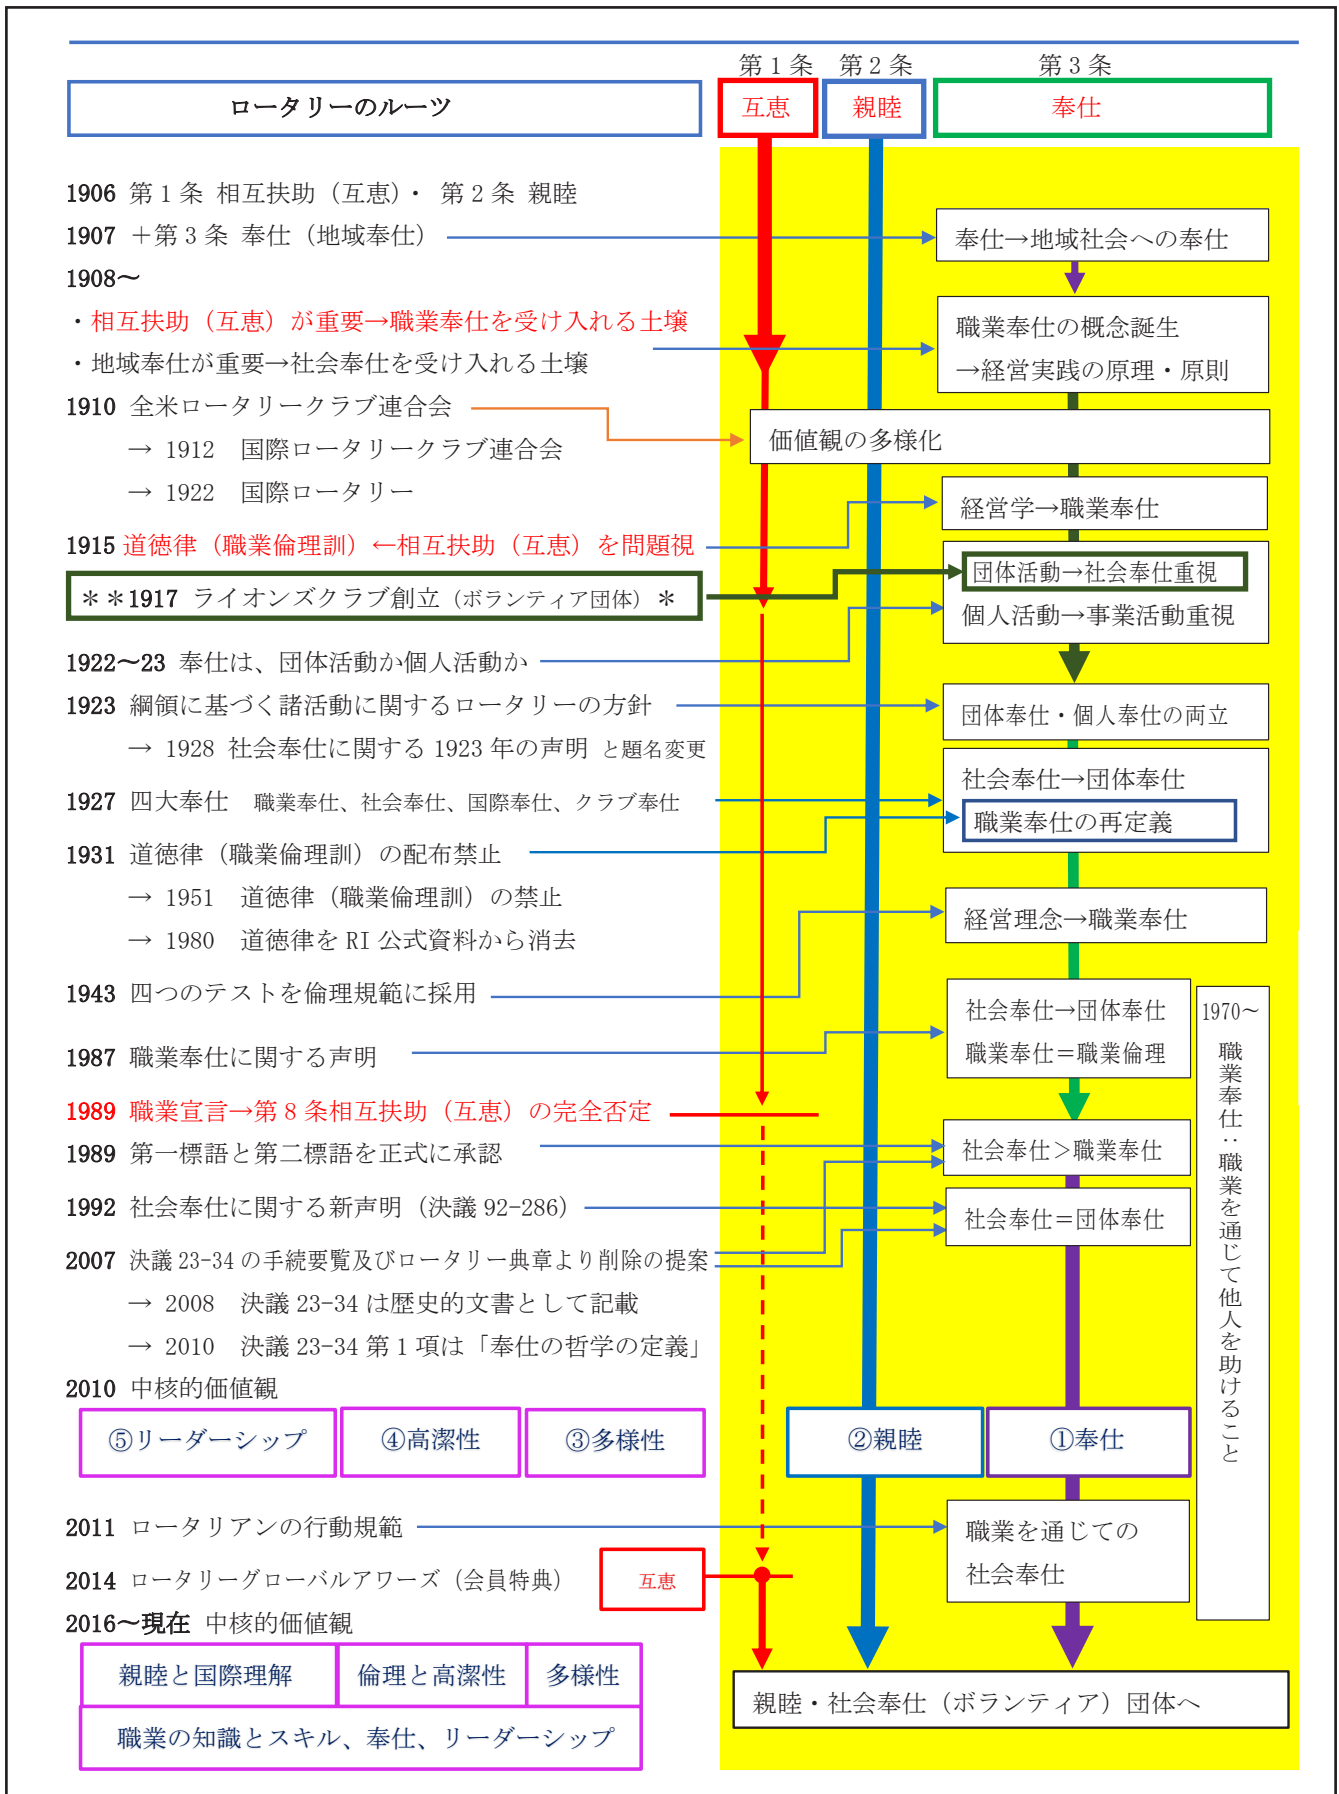 第１条 第２条 第３条
ロータリーのルーツ 互恵 親睦 奉仕
1906 第１条 相互扶助（互恵）・ 第２条 親睦
1907 ＋第３条 奉仕（地域奉仕）
奉仕→地域社会への奉仕
1908～
・相互扶助（互恵）が重要→職業奉仕を受け入れる土壌
・地域奉仕が重要→社会奉仕を受け入れる土壌
職業奉仕の概念誕生
→経営実践の原理・原則
1910 全米ロータリークラブ連合会
→ 1912 国際ロータリークラブ連合会
→ 1922 国際ロータリー
価値観の多様化
経営学→職業奉仕
1915 道徳律（職業倫理訓）←相互扶助（互恵）を問題視
＊＊1917 ライオンズクラブ創立（ボランティア団体）＊
団体活動→社会奉仕重視
個人活動→事業活動重視
1922～23 奉仕は、団体活動か個人活動か
1923 綱領に基づく諸活動に関するロータリーの方針
→ 1928 社会奉仕に関する 1923 年の声明 と題名変更
団体奉仕・個人奉仕の両立
1927 四大奉仕 職業奉仕、社会奉仕、国際奉仕、クラブ奉仕
社会奉仕→団体奉仕
職業奉仕の再定義
1931 道徳律（職業倫理訓）の配布禁止
→ 1951 道徳律（職業倫理訓）の禁止
→ 1980 道徳律を RI 公式資料から消去
経営理念→職業奉仕
1943 四つのテストを倫理規範に採用
1987 職業奉仕に関する声明
社会奉仕→団体奉仕
職業奉仕＝職業倫理
1970～
職業奉仕：職業を通じて他人を助けること
1989 職業宣言→第８条相互扶助（互恵）の完全否定
1989 第一標語と第二標語を正式に承認
社会奉仕＞職業奉仕
1992 社会奉仕に関する新声明（決議 92-286）
社会奉仕＝団体奉仕
2007 決議 23-34 の手続要覧及びロータリー典章より削除の提案
→ 2008 決議 23-34 は歴史的文書として記載
→ 2010 決議 23-34 第１項は「奉仕の哲学の定義」
2010 中核的価値観
⑤リーダーシップ ④高潔性 ③多様性 ②親睦 ①奉仕
2011 ロータリアンの行動規範
職業を通じての
社会奉仕
2014 ロータリーグローバルアワーズ（会員特典）
互恵
2016～現在 中核的価値観
親睦と国際理解 倫理と高潔性 多様性
職業の知識とスキル、奉仕、リーダーシップ
親睦・社会奉仕（ボランティア）団体へ